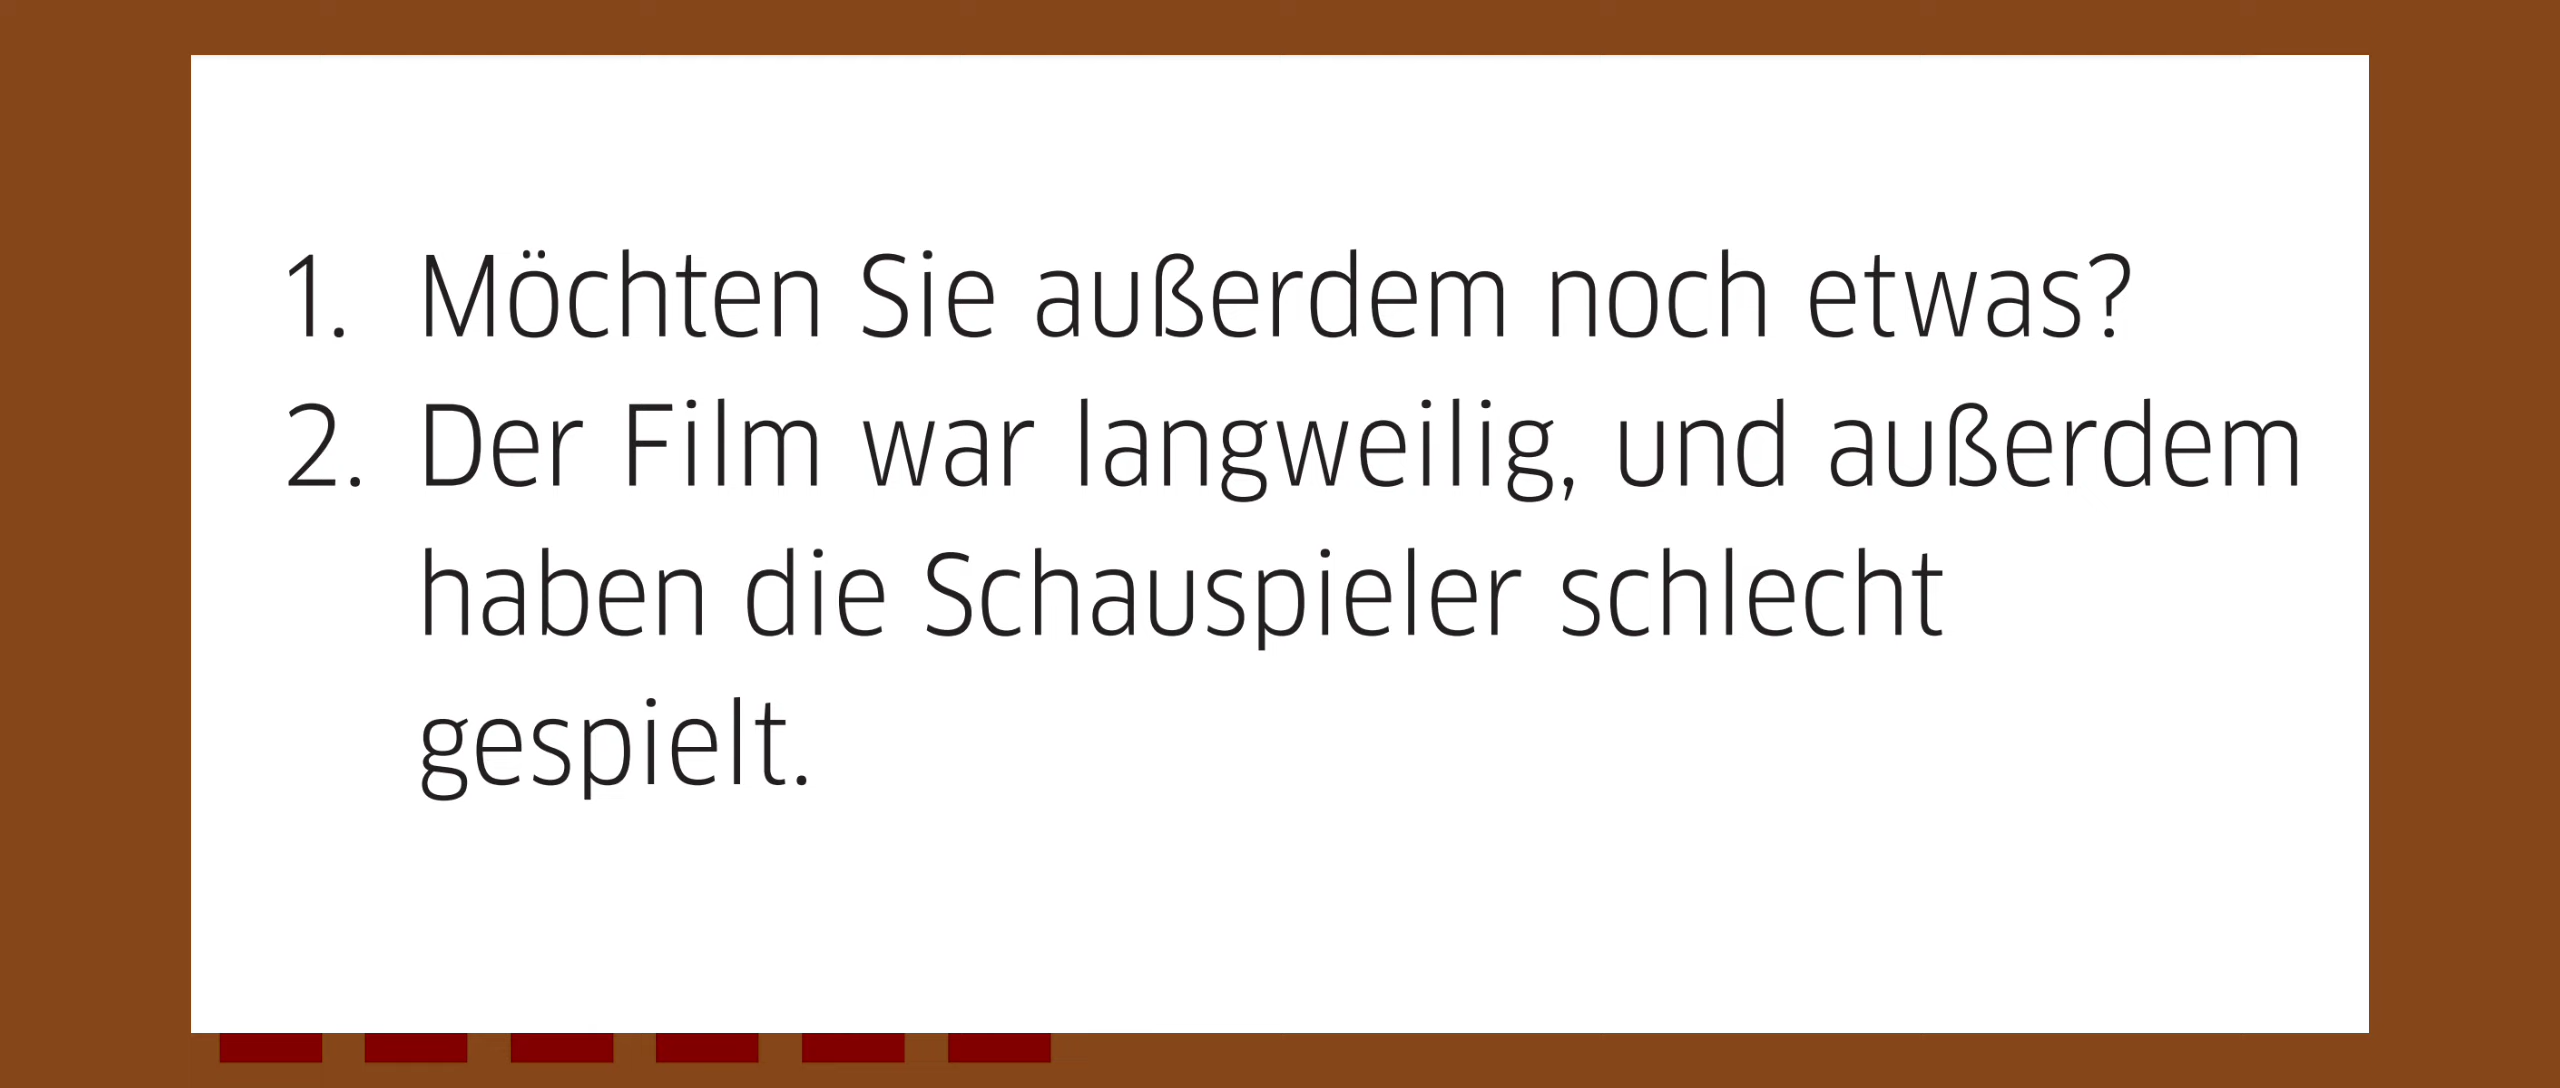 1. Möchten Sie außerdem noch etwas?
2. Der Film war langweilig, und außerdem
haben die Schauspieler schlecht
gespielt.